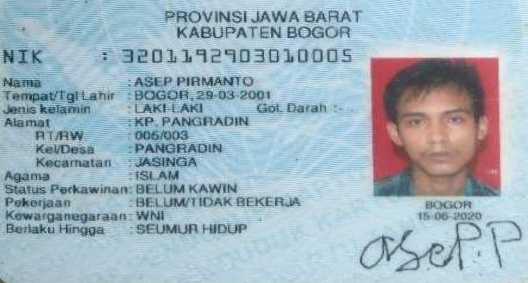 PROVINSI JAWA BARAT
KABUPATEN BOGOR
NIK : 3201192903010005
Nama : ASEP PIRMANTO
Tempat/Tgl Lahir : BOGOR, 29-03-2001
Jenis kelamin : LAKI-LAKI Gol. Darah :-
Alamat : KP. PANGRADIN
RT/RW : 005/003
Kel/Desa : PANGRADIN
Kecamatan : JASINGA
Agama : ISLAM
Status Perkawinan: BELUM KAWIN
Pekerjaan : BELUM/TIDAK BEKERJA
Kewarganegaraan: WNI
Berlaku Hingga : SEUMUR HIDUP
BOGOR
15-06-2020
aseP.P